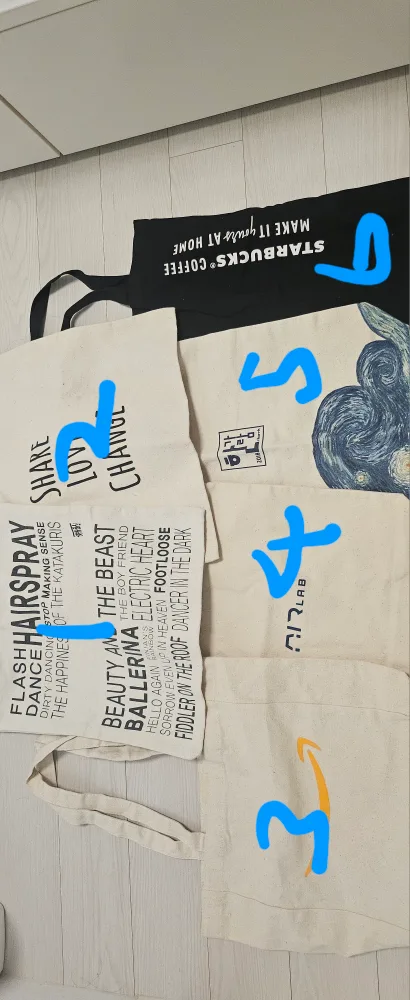 FLASH
DANCE
HAIRSPRAY
DIRTY DANCING
STOP MAKING SENSE
THE HAPPINESS OF THE KATAKURIS
BEAUTY AND THE BEAST
BALLERINA
THE BOY FRIEND
ELECTRIC HEART
HELLO AGAIN
SORROW EVEN UP IN HEAVEN
FOOTLOOSE
FIDDLER ON THE ROOF
DANCER IN THE DARK
1
SHARE
LOVE
CHANGE
2
3
LAB
4
5
STARBUCKS® COFFEE
MAKE IT yours AT HOME
6